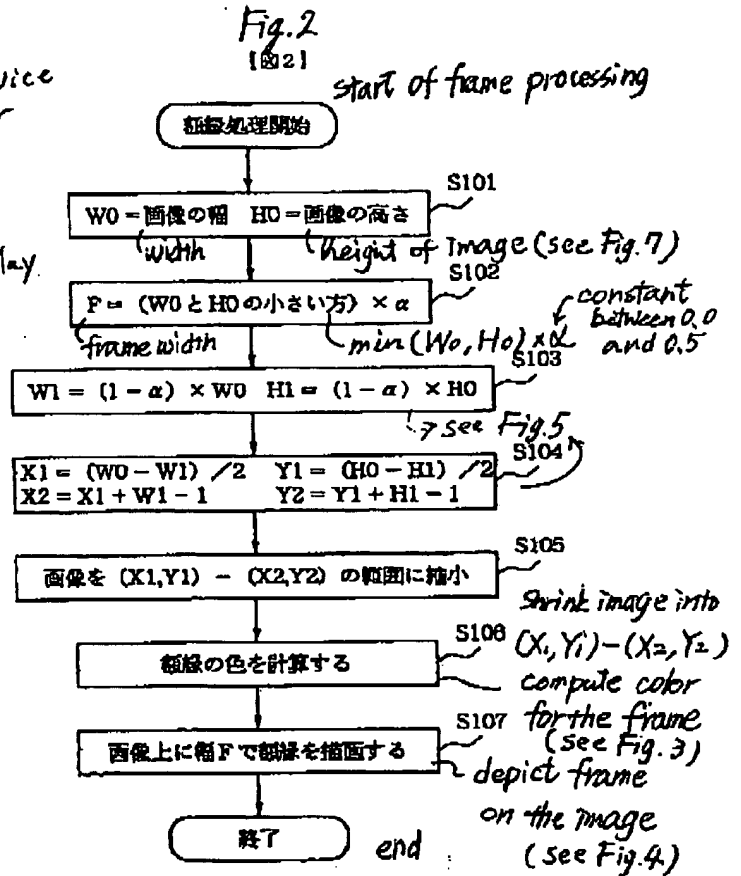 Fig.2
【図2】
start of frame processing
額縁処理開始
S101
W0=画像の幅 H0=画像の高さ
width
height of image (see Fig.7)
S102
F=(W0とH0の小さい方)×α
constant between 0.0 and 0.5
frame width
min(W0, H0)×α
S103
W1=(1-α)×W0 H1=(1-α)×H0
see Fig.5
S104
X1=(W0-W1)/2 Y1=(H0-H1)/2
X2=X1+W1-1 Y2=Y1+H1-1
S105
画像を(X1,Y1)-(X2,Y2)の範囲に縮小
shrink image into
(X1,Y1)-(X2,Y2)
S106
額縁の色を計算する
compute color
for the frame
(see Fig.3)
S107
画像上に幅Fで額縁を描画する
depict frame
on the image
(see Fig.4)
終了
end